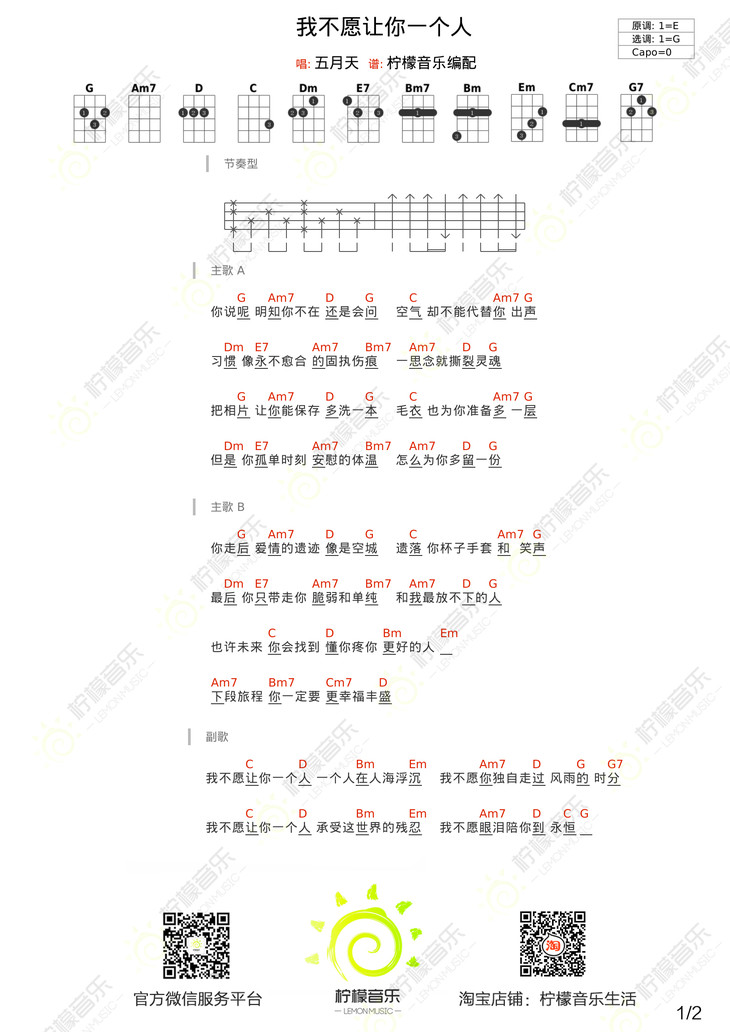 我不愿让你一个人
原调: 1=E
选调: 1=G
Capo=0
唱: 五月天 谱: 柠檬音乐编配
G Am7 D C Dm E7 Bm7 Bm Em Cm7 G7
节奏型
主歌 A
G Am7 D G C Am7 G
你说呢 明知你不在 还是会问 空气 却不能代替你 出声
Dm E7 Am7 Bm7 Am7 D G
习惯 像永不愈合 的固执伤痕 一思念就撕裂灵魂
G Am7 D G C Am7 G
把相片 让你能保存 多洗一本 毛衣 也为你准备多 一层
Dm E7 Am7 Bm7 Am7 D G
但是 你孤单时刻 安慰的体温 怎么为你多留一份
主歌 B
G Am7 D G C Am7 G
你走后 爱情的遗迹 像是空城 遗落 你杯子手套 和 笑声
Dm E7 Am7 Bm7 Am7 D G
最后 你只带走你 脆弱和单纯 和我最放不下的人
C D Bm Em
也许未来 你会找到 懂你疼你 更好的人 _
Am7 Bm7 Cm7 D
下段旅程 你一定要 更幸福丰盛
副歌
C D Bm Em Am7 D G G7
我不愿让你一个人 一个人在人海浮沉 我不愿你独自走过 风雨的 时分
C D Bm Em Am7 D C G
我不愿让你一个人 承受这世界的残忍 我不愿眼泪陪你到 永恒 _
淘
官方微信服务平台
柠檬音乐
— LEMON MUSIC —
淘宝店铺：柠檬音乐生活
1/2